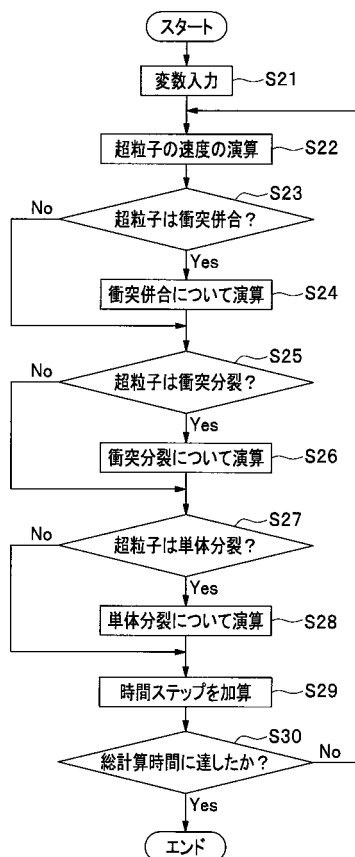 スタート
変数入力
S21
超粒子の速度の演算
S22
S23
No
超粒子は衝突併合?
Yes
衝突併合について演算
S24
S25
No
超粒子は衝突分裂?
Yes
衝突分裂について演算
S26
S27
No
超粒子は単体分裂?
Yes
単体分裂について演算
S28
時間ステップを加算
S29
S30
総計算時間に達したか?
No
Yes
エンド